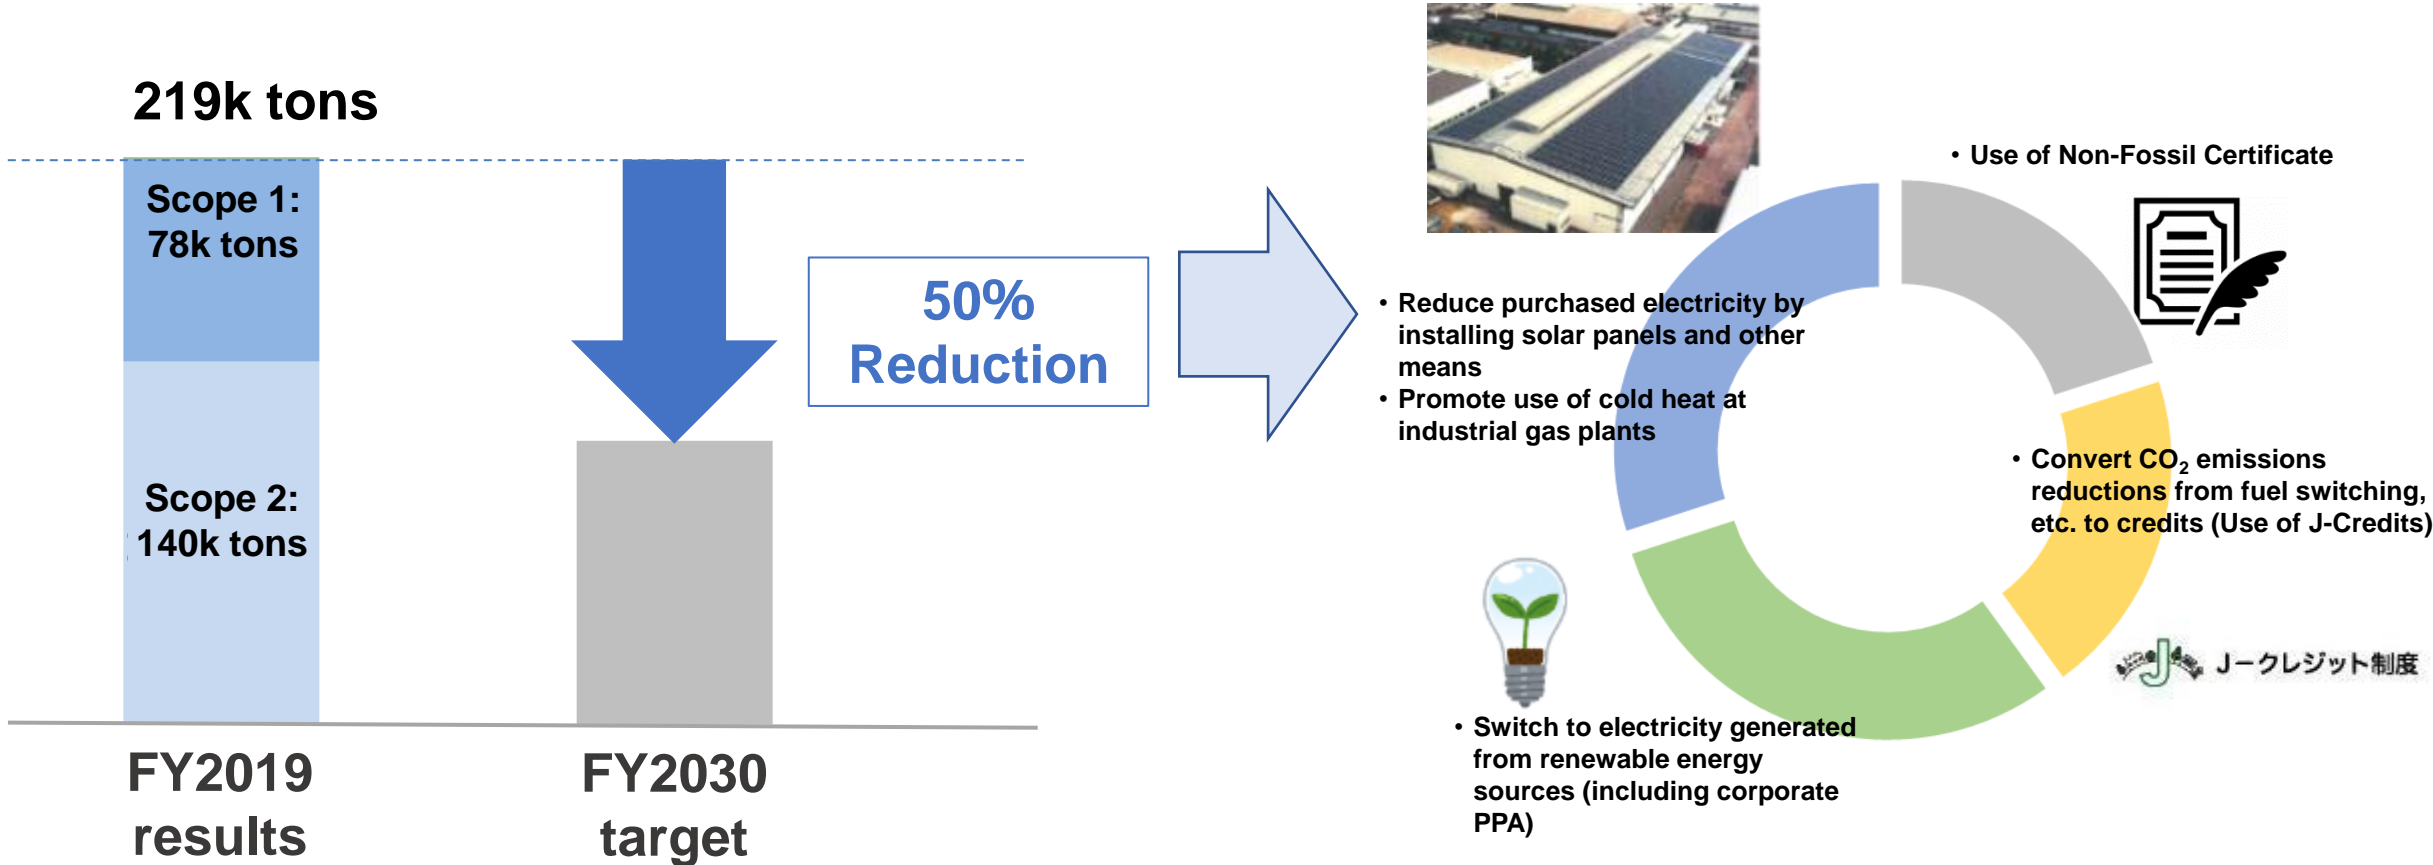 219k tons
Scope 1:
78k tons
Scope 2:
140k tons
FY2019
results
FY2030
target
50%
Reduction
• Reduce purchased electricity by
installing solar panels and other
means
• Promote use of cold heat at
industrial gas plants
• Use of Non-Fossil Certificate
• Convert CO₂ emissions
reductions from fuel switching,
etc. to credits (Use of J-Credits)
J
J－クレジット制度
• Switch to electricity generated
from renewable energy
sources (including corporate
PPA)